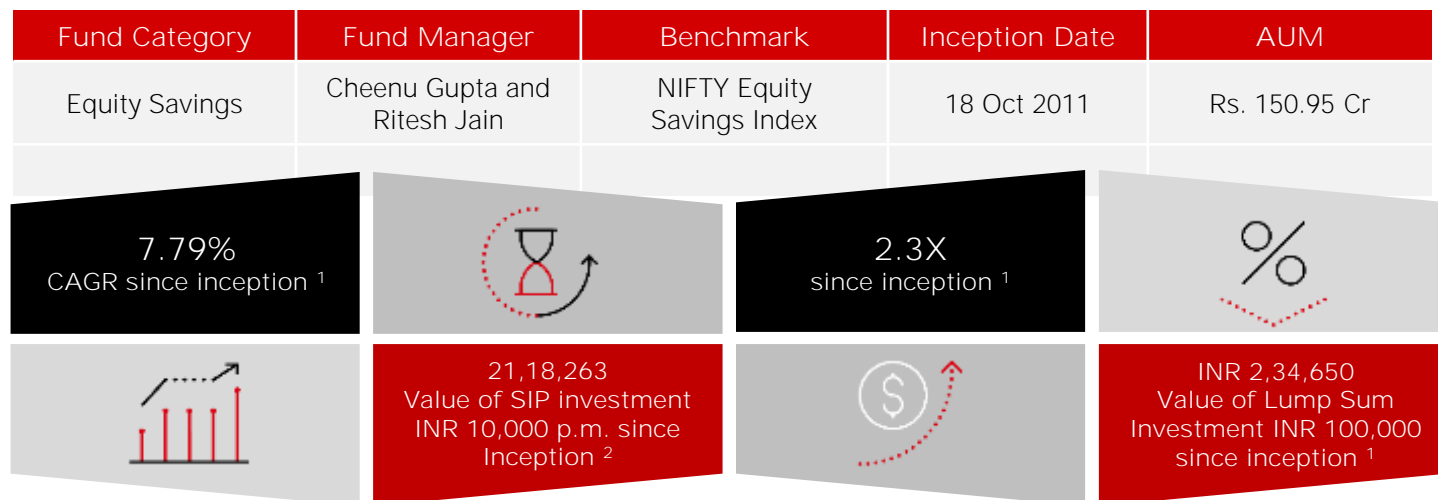 Fund Category
Fund Manager
Benchmark
Inception Date
AUM
Equity Savings
Cheenu Gupta and
Ritesh Jain
NIFTY Equity
Savings Index
18 Oct 2011
Rs. 150.95 Cr
7.79%
CAGR since inception 1
2.3X
since inception 1
21,18,263
Value of SIP investment
INR 10,000 p.m. since
Inception 2
INR 2,34,650
Value of Lump Sum
Investment INR 100,000
since inception 1